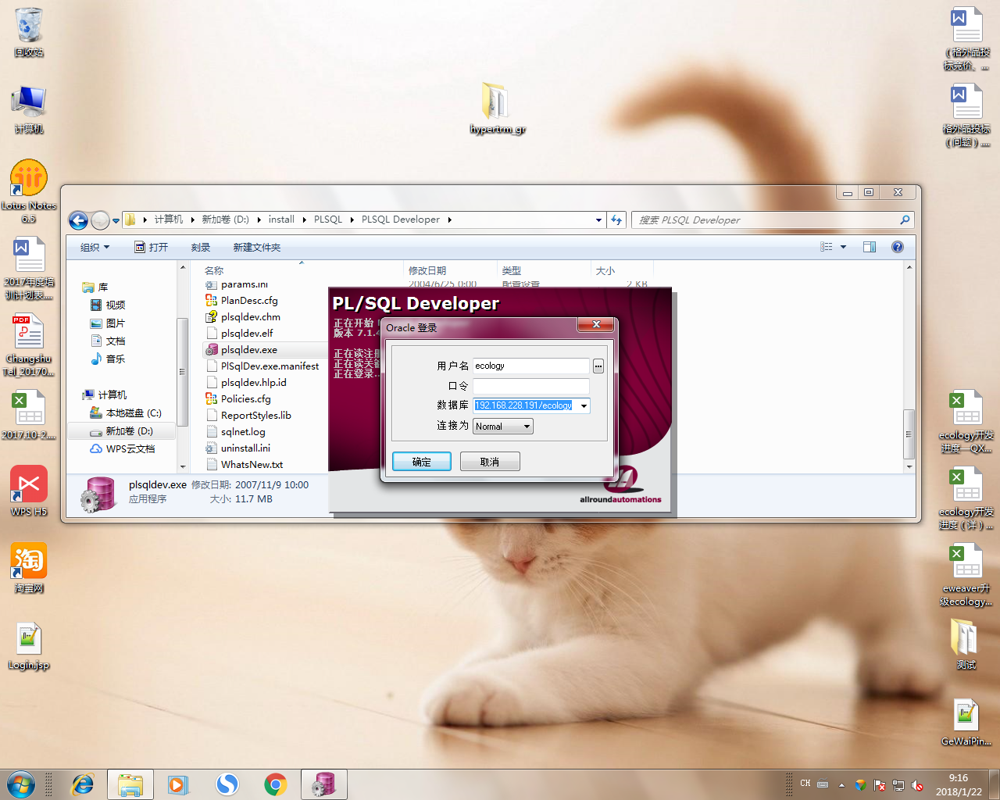 回收站
计算机
Lotus Notes
6.5
2017年度培
训计划表....
Changshu
Tel_20170...
2017.10-2....
WPS H5
淘宝网
Login.jsp
hypertrm_gr
（格外品投
标竞价、...
格外品投标
（问题）....
ecology开发
进度—QX...
ecology开发
进度（详）...
eweaver升
级ecology...
测试
GeWaiPin...
计算机 新加卷 (D:) install PLSQL PLSQL Developer
搜索 PLSQL Developer
组织 打开 刻录 新建文件夹
库
视频
图片
文档
音乐
计算机
本地磁盘 (C:)
新加卷 (D:)
WPS云文档
名称 修改日期 类型 大小
params.ini 2004/6/25 0:00 配置设置 2 KB
PlanDesc.cfg
plsqldev.chm
plsqldev.elf
plsqldev.exe
PlSqlDev.exe.manifest
plsqldev.hlp.id
Policies.cfg
ReportStyles.lib
sqlnet.log
uninstall.ini
WhatsNew.txt
plsqldev.exe 修改日期: 2007/11/9 10:00
应用程序 大小: 11.7 MB
PL/SQL Developer
正在开始
版本 7.1.4
正在读注册
正在读关键
正在登录..
allroundautomations
Oracle 登录
用户名 ecology
口令
数据库 192.168.228.191/ecology
连接为 Normal
确定 取消
CH
9:16
2018/1/22